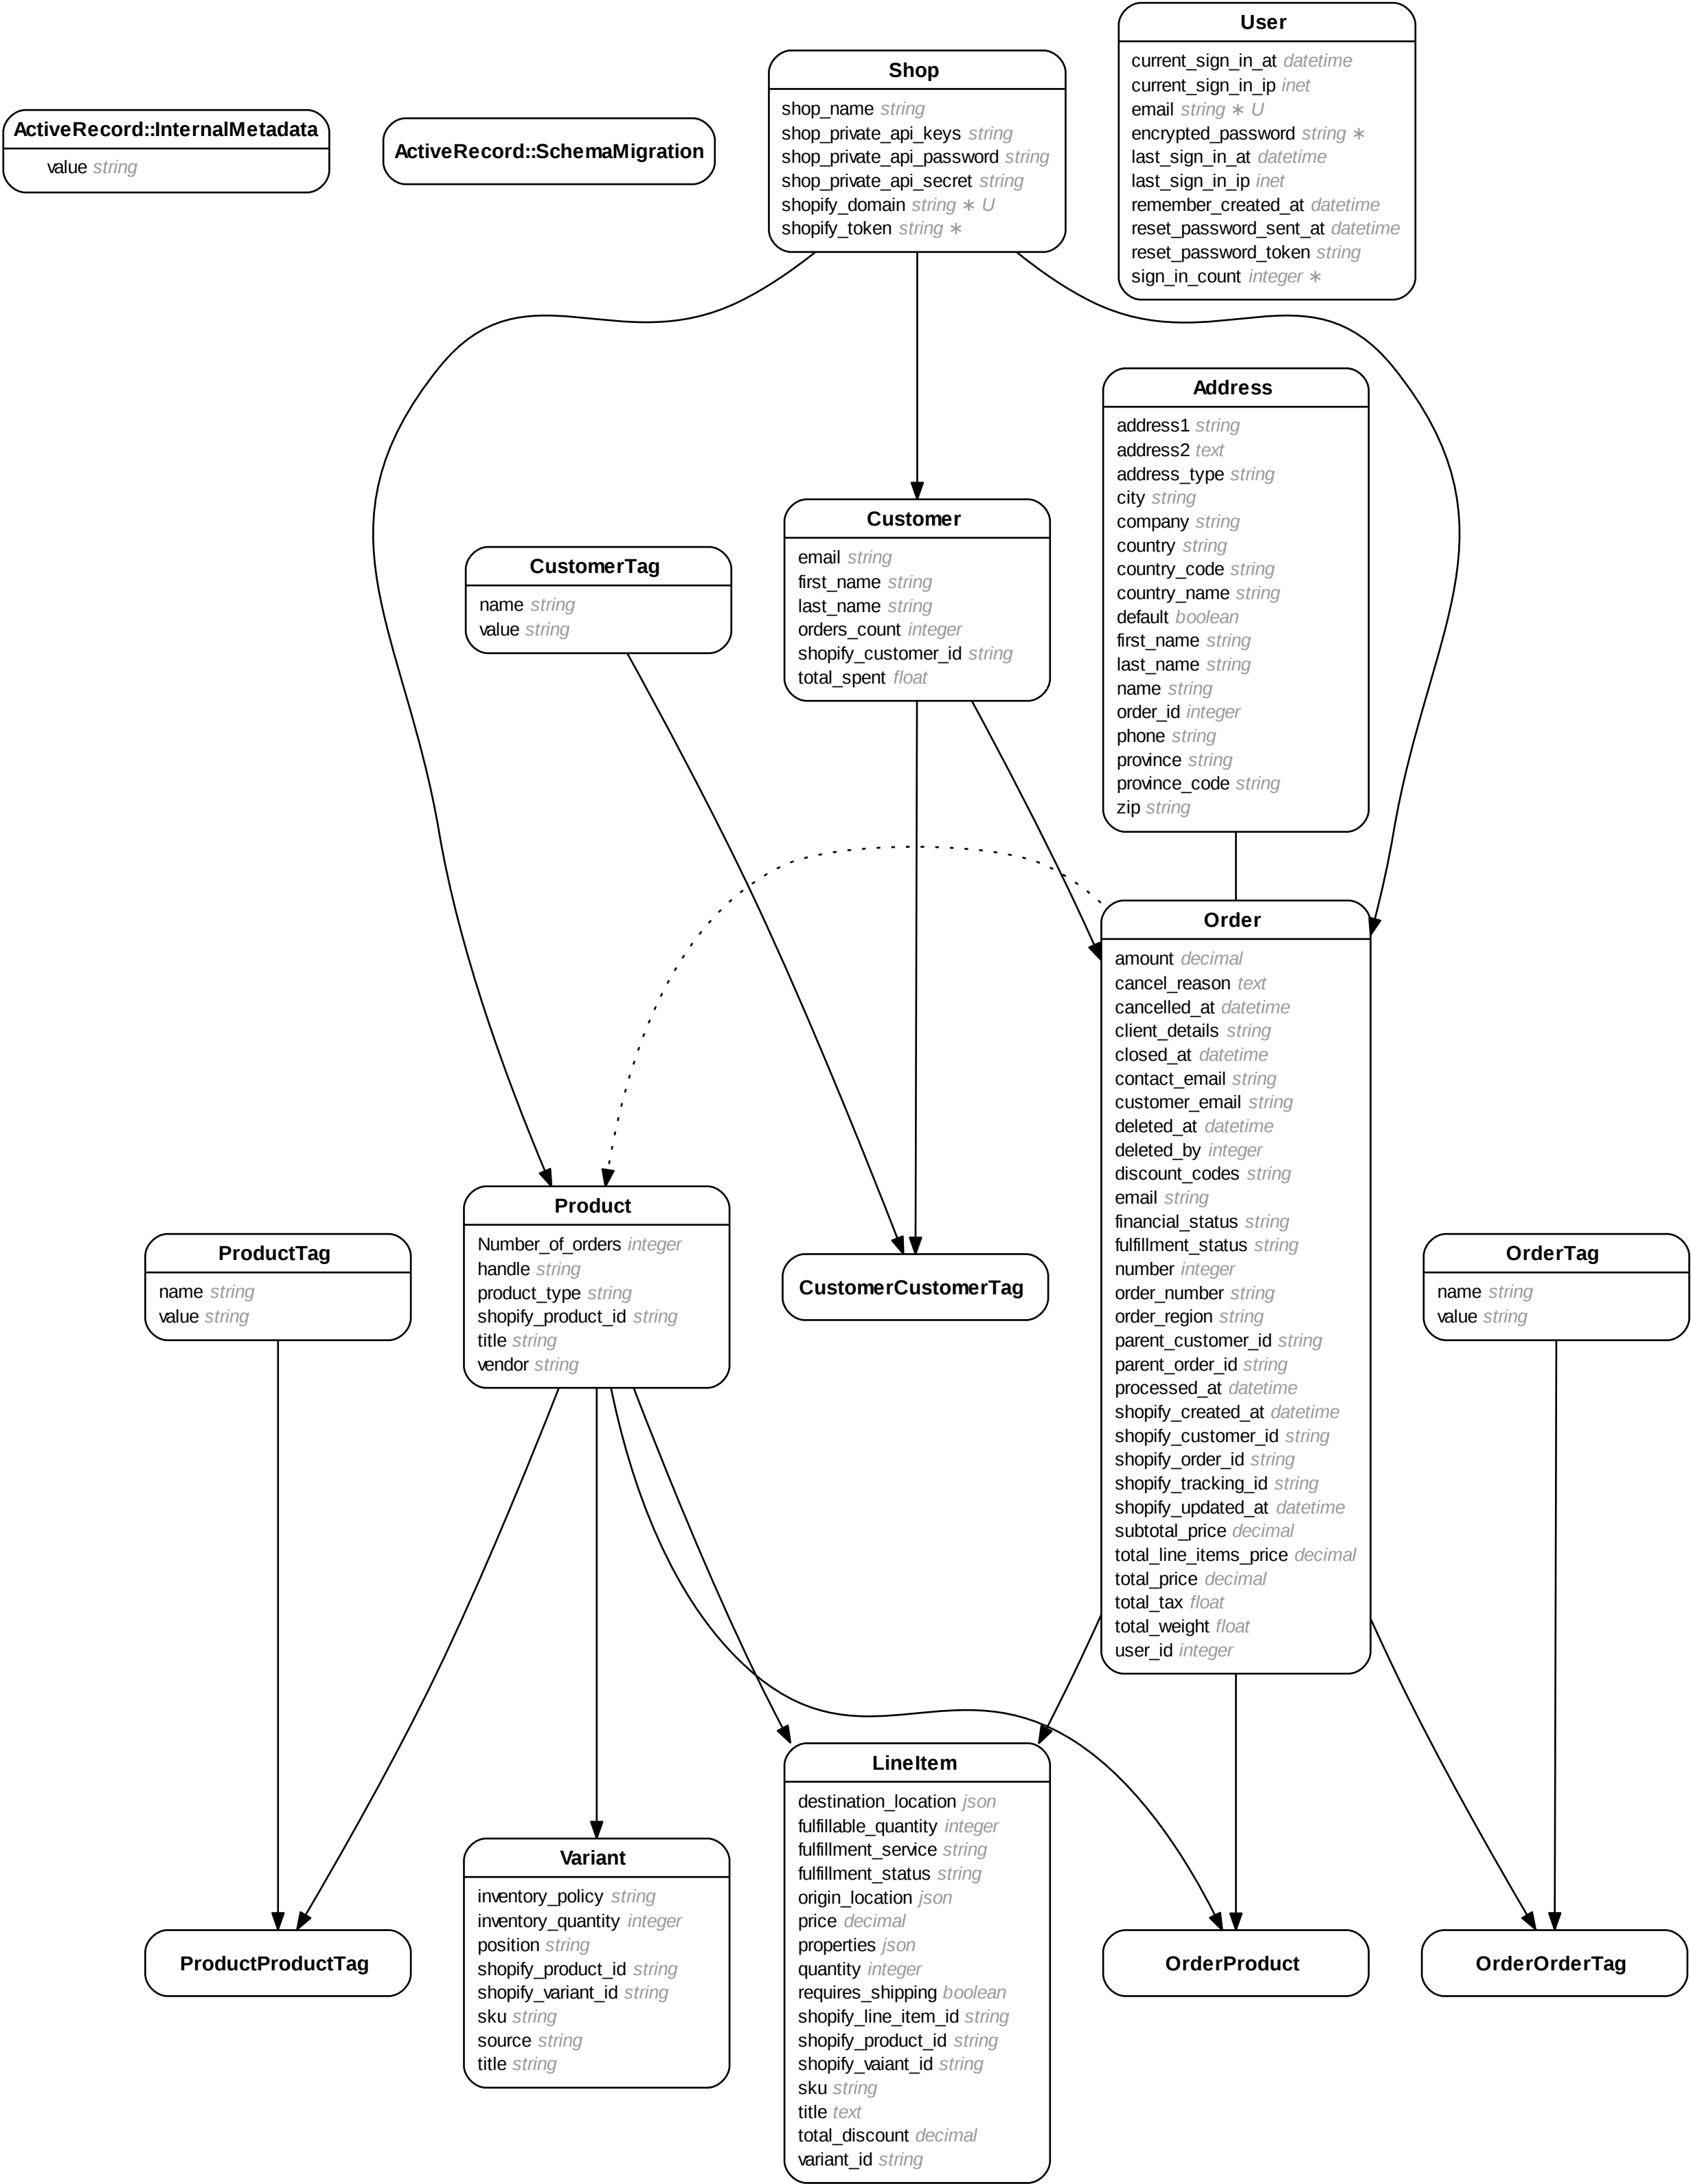 User
current_sign_in_at datetime
current_sign_in_ip inet
email string ∗ U
encrypted_password string ∗
last_sign_in_at datetime
last_sign_in_ip inet
remember_created_at datetime
reset_password_sent_at datetime
reset_password_token string
sign_in_count integer ∗
Shop
shop_name string
shop_private_api_keys string
shop_private_api_password string
shop_private_api_secret string
shopify_domain string ∗ U
shopify_token string ∗
ActiveRecord::InternalMetadata
value string
ActiveRecord::SchemaMigration
Address
address1 string
address2 text
address_type string
city string
company string
country string
country_code string
country_name string
default boolean
first_name string
last_name string
name string
order_id integer
phone string
province string
province_code string
zip string
Customer
email string
first_name string
last_name string
orders_count integer
shopify_customer_id string
total_spent float
CustomerTag
name string
value string
Order
amount decimal
cancel_reason text
cancelled_at datetime
client_details string
closed_at datetime
contact_email string
customer_email string
deleted_at datetime
deleted_by integer
discount_codes string
email string
financial_status string
fulfillment_status string
number integer
order_number string
order_region string
parent_customer_id string
parent_order_id string
processed_at datetime
shopify_created_at datetime
shopify_customer_id string
shopify_order_id string
shopify_tracking_id string
shopify_updated_at datetime
subtotal_price decimal
total_line_items_price decimal
total_price decimal
total_tax float
total_weight float
user_id integer
Product
Number_of_orders integer
handle string
product_type string
shopify_product_id string
title string
vendor string
ProductTag
name string
value string
CustomerCustomerTag
OrderTag
name string
value string
LineItem
destination_location json
fulfillable_quantity integer
fulfillment_service string
fulfillment_status string
origin_location json
price decimal
properties json
quantity integer
requires_shipping boolean
shopify_line_item_id string
shopify_product_id string
shopify_vaiant_id string
sku string
title text
total_discount decimal
variant_id string
Variant
inventory_policy string
inventory_quantity integer
position string
shopify_product_id string
shopify_variant_id string
sku string
source string
title string
ProductProductTag
OrderProduct
OrderOrderTag